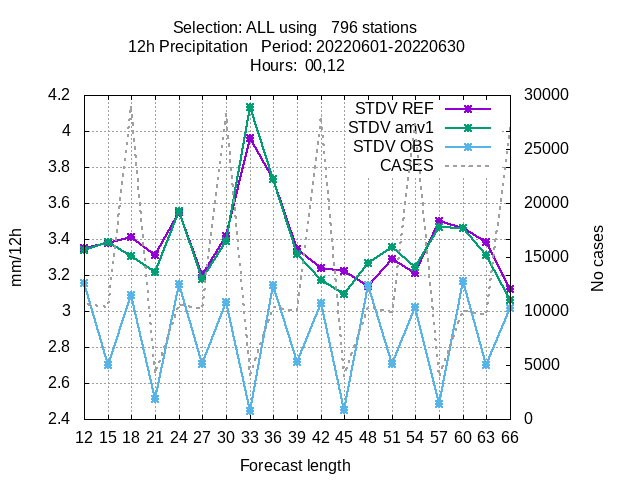 Selection: ALL using   796 stations
12h Precipitation   Period: 20220601-20220630
Hours:  00,12
4.2
4
3.8
3.6
3.4
3.2
3
2.8
2.6
2.4
mm/12h
STDV REF
STDV amv1
STDV OBS
CASES
30000
25000
20000
15000
10000
5000
0
No cases
12 15 18 21 24 27 30 33 36 39 42 45 48 51 54 57 60 63 66
Forecast length